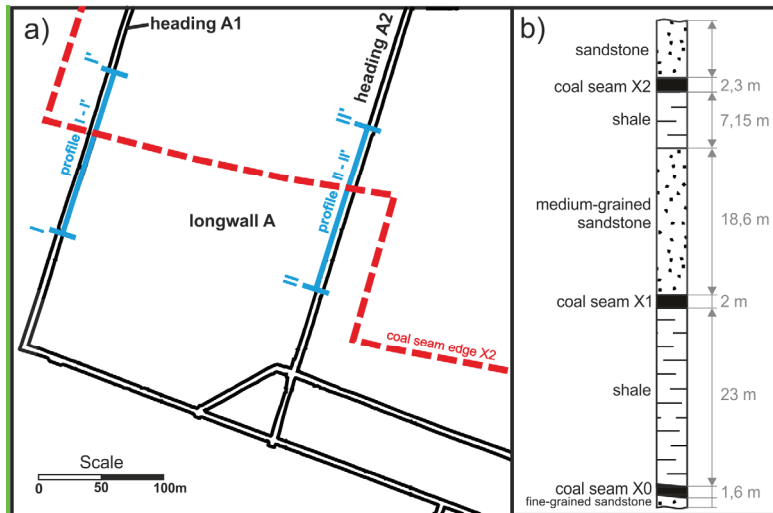 a)
heading A1
heading A2
I'
profile I - I'
I
II'
profile II - II'
II
longwall A
coal seam edge X2
Scale
0 50 100m
b)
sandstone
coal seam X2
2,3 m
shale
7,15 m
medium-grained
sandstone
18,6 m
coal seam X1
2 m
shale
23 m
coal seam X0
1,6 m
fine-grained sandstone